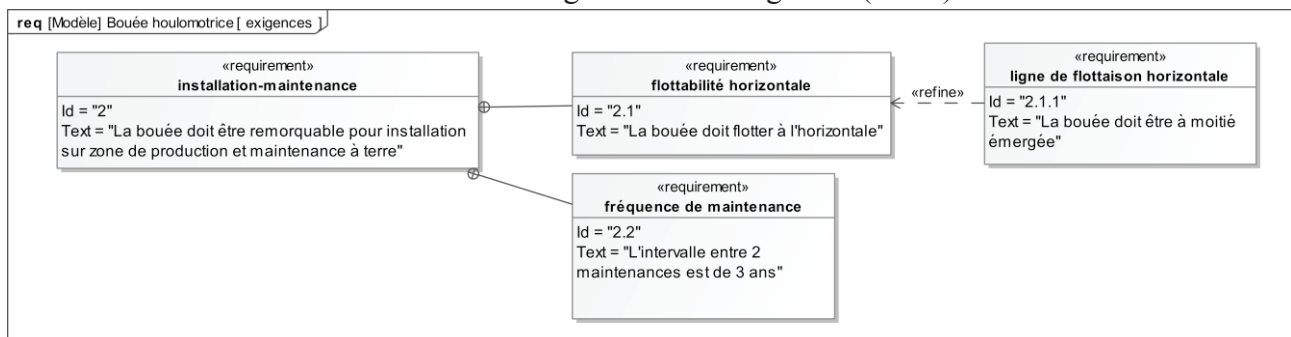 req [Modèle] Bouée houlomotrice [ exigences ]
«requirement»
installation-maintenance
Id = "2"
Text = "La bouée doit être remorquable pour installation
sur zone de production et maintenance à terre"
«requirement»
flottabilité horizontale
Id = "2.1"
Text = "La bouée doit flotter à l'horizontale"
«refine»
«requirement»
ligne de flottaison horizontale
Id = "2.1.1"
Text = "La bouée doit être à moitié
émergée"
«requirement»
fréquence de maintenance
Id = "2.2"
Text = "L'intervalle entre 2
maintenances est de 3 ans"